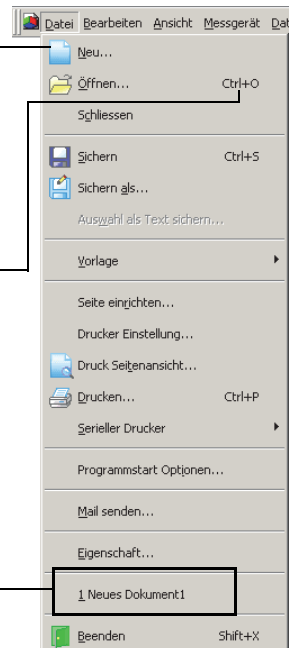 Datei Bearbeiten Ansicht Messgerät Dat
Neu...
Öffnen... Ctrl+O
Schliessen
Sichern Ctrl+S
Sichern als...
Auswahl als Text sichern...
Vorlage
Seite einrichten...
Drucker Einstellung...
Druck Seitenansicht...
Drucken... Ctrl+P
Serieller Drucker
Programmstart Optionen...
Mail senden...
Eigenschaft...
1 Neues Dokument1
Beenden Shift+X